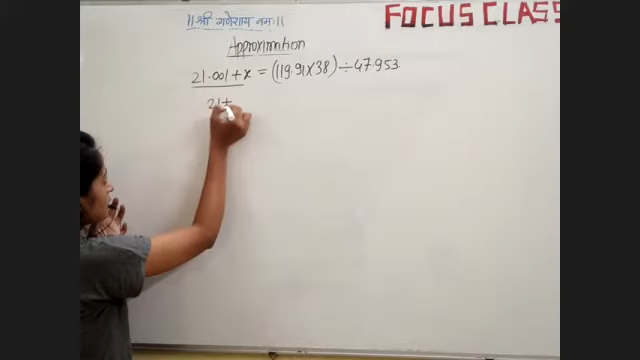 ॥श्री गणेशाय नमः॥
FOCUS CLASS
Approximation
21.001 + x = (119.91 x 38) ÷ 47.953
21+